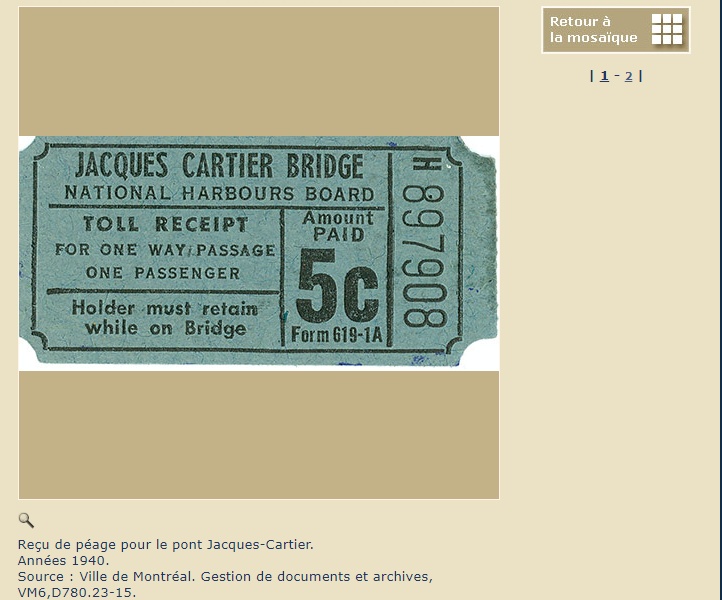 Retour à
la mosaïque
| 1 - 2 |
JACQUES CARTIER BRIDGE
NATIONAL HARBOURS BOARD
TOLL RECEIPT
FOR ONE WAY PASSAGE
ONE PASSENGER
Holder must retain
while on Bridge
Amount
PAID
5c
Form 619-1A
H 897908
Reçu de péage pour le pont Jacques-Cartier.
Années 1940.
Source : Ville de Montréal. Gestion de documents et archives,
VM6,D780.23-15.